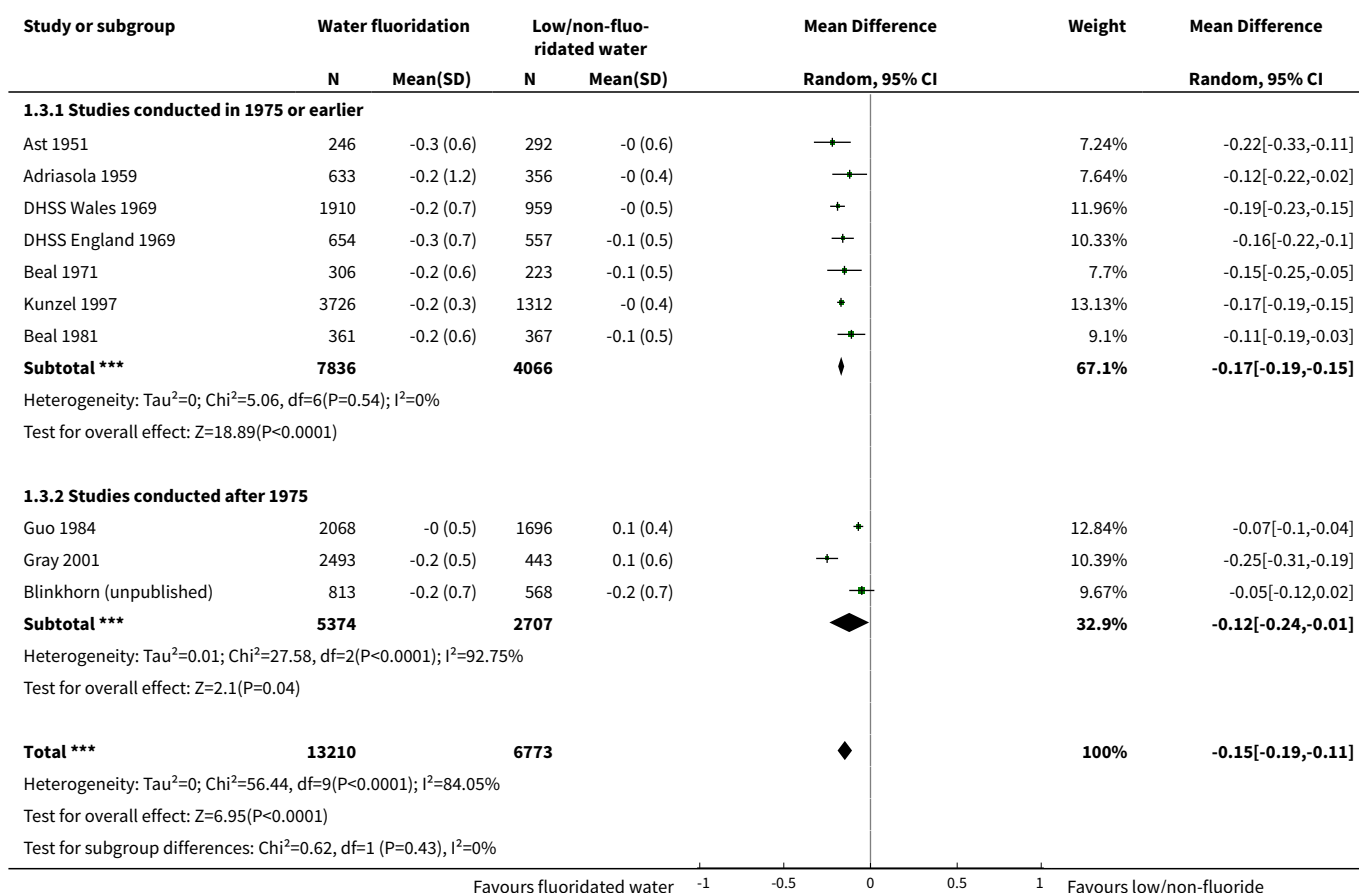 Study or subgroup Water fluoridation Low/non-fluo- Mean Difference Weight Mean Difference
ridated water
N Mean(SD) N Mean(SD) Random, 95% CI Random, 95% CI
1.3.1 Studies conducted in 1975 or earlier
Ast 1951 246 -0.3 (0.6) 292 -0 (0.6) 7.24% -0.22[-0.33,-0.11]
Adriasola 1959 633 -0.2 (1.2) 356 -0 (0.4) 7.64% -0.12[-0.22,-0.02]
DHSS Wales 1969 1910 -0.2 (0.7) 959 -0 (0.5) 11.96% -0.19[-0.23,-0.15]
DHSS England 1969 654 -0.3 (0.7) 557 -0.1 (0.5) 10.33% -0.16[-0.22,-0.1]
Beal 1971 306 -0.2 (0.6) 223 -0.1 (0.5) 7.7% -0.15[-0.25,-0.05]
Kunzel 1997 3726 -0.2 (0.3) 1312 -0 (0.4) 13.13% -0.17[-0.19,-0.15]
Beal 1981 361 -0.2 (0.6) 367 -0.1 (0.5) 9.1% -0.11[-0.19,-0.03]
Subtotal *** 7836 4066 67.1% -0.17[-0.19,-0.15]
Heterogeneity: Tau²=0; Chi²=5.06, df=6(P=0.54); I²=0%
Test for overall effect: Z=18.89(P<0.0001)
1.3.2 Studies conducted after 1975
Guo 1984 2068 -0 (0.5) 1696 0.1 (0.4) 12.84% -0.07[-0.1,-0.04]
Gray 2001 2493 -0.2 (0.5) 443 0.1 (0.6) 10.39% -0.25[-0.31,-0.19]
Blinkhorn (unpublished) 813 -0.2 (0.7) 568 -0.2 (0.7) 9.67% -0.05[-0.12,0.02]
Subtotal *** 5374 2707 32.9% -0.12[-0.24,-0.01]
Heterogeneity: Tau²=0.01; Chi²=27.58, df=2(P<0.0001); I²=92.75%
Test for overall effect: Z=2.1(P=0.04)
Total *** 13210 6773 100% -0.15[-0.19,-0.11]
Heterogeneity: Tau²=0; Chi²=56.44, df=9(P<0.0001); I²=84.05%
Test for overall effect: Z=6.95(P<0.0001)
Test for subgroup differences: Chi²=0.62, df=1 (P=0.43), I²=0%
Favours fluoridated water -1 -0.5 0 0.5 1 Favours low/non-fluoride